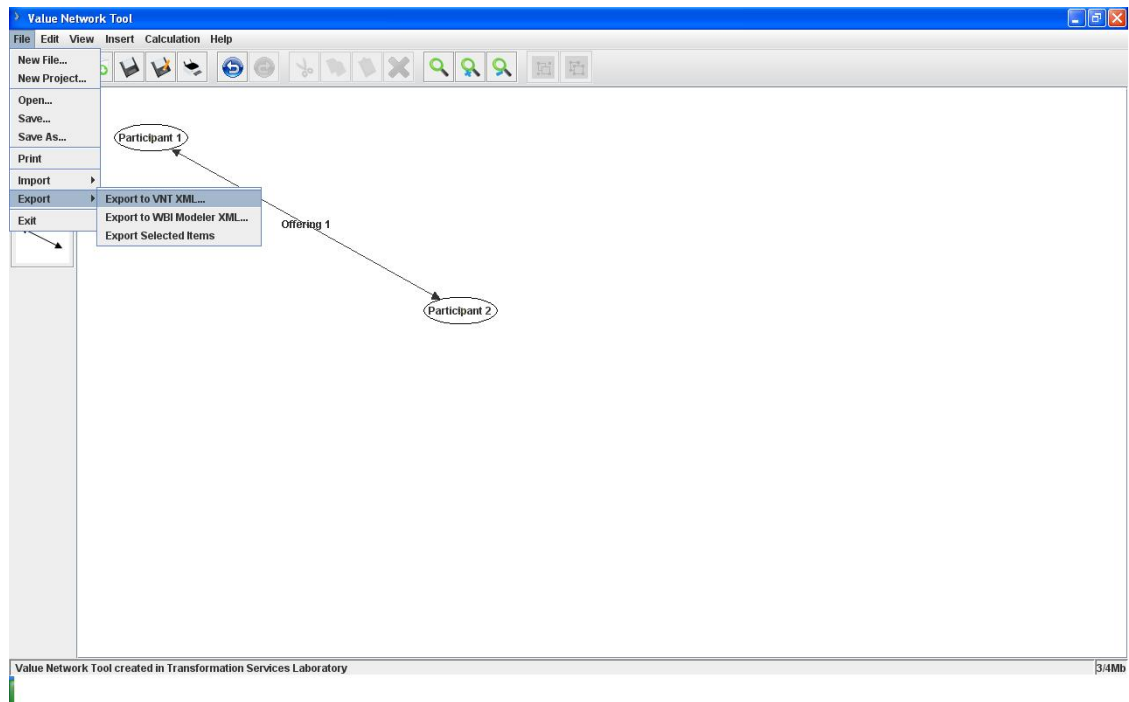 Value Network Tool
File Edit View Insert Calculation Help
New File...
New Project...
Open...
Save...
Save As...
Print
Import
Export
Exit
Export to VNT XML...
Export to WBI Modeler XML...
Export Selected Items
Participant 1
Offering 1
Participant 2
Value Network Tool created in Transformation Services Laboratory
3/4Mb